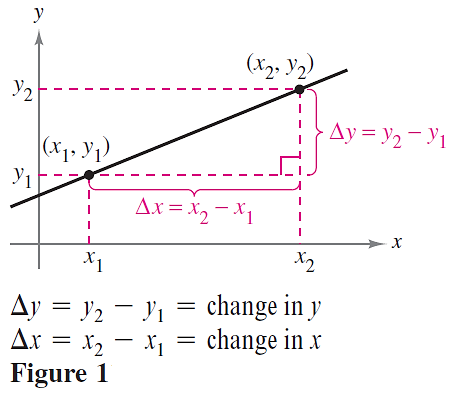 y
(x₂, y₂)
y₂
Δy = y₂ − y₁
(x₁, y₁)
y₁
Δx = x₂ − x₁
x
x₁
x₂
Δy = y₂ − y₁ = change in y
Δx = x₂ − x₁ = change in x
Figure 1